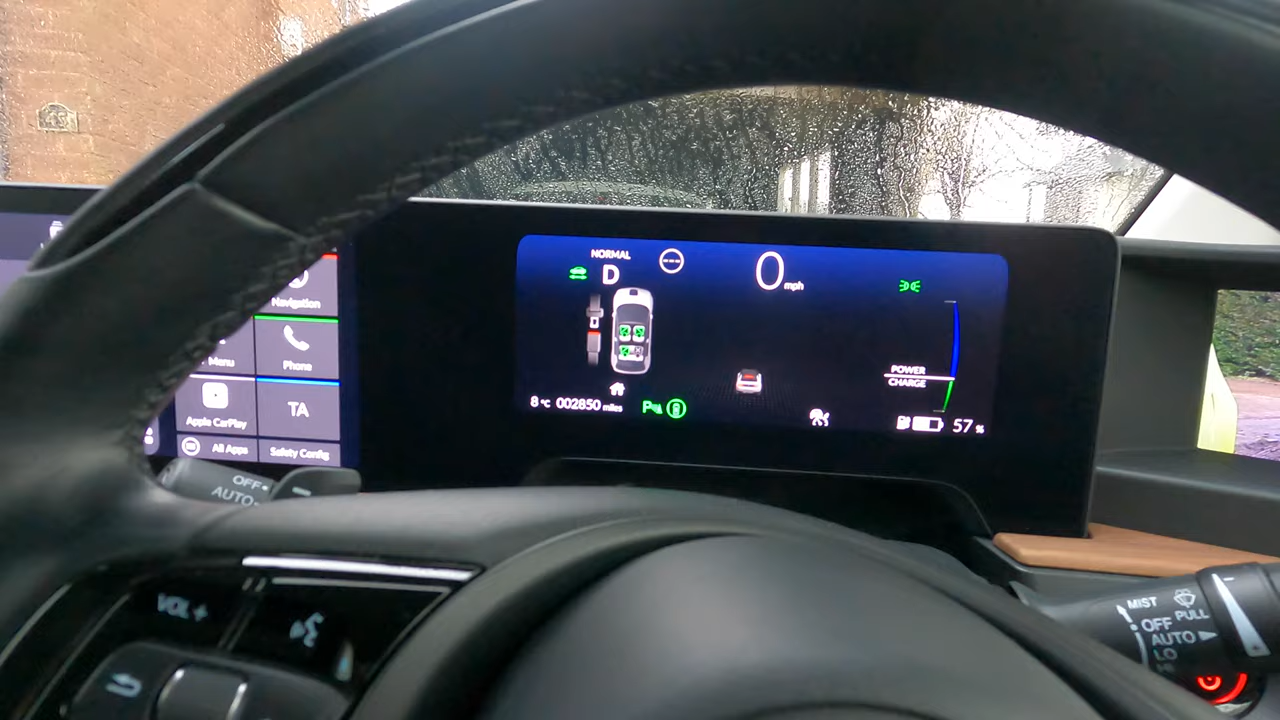 45
NORMAL
D
0 mph
Navigation
Menu
Phone
Apple CarPlay
TA
All Apps
Safety Config
POWER
CHARGE
8°C 002850 miles
P
57%
OFF
AUTO
VOL +
MIST
PULL
OFF
AUTO
LO